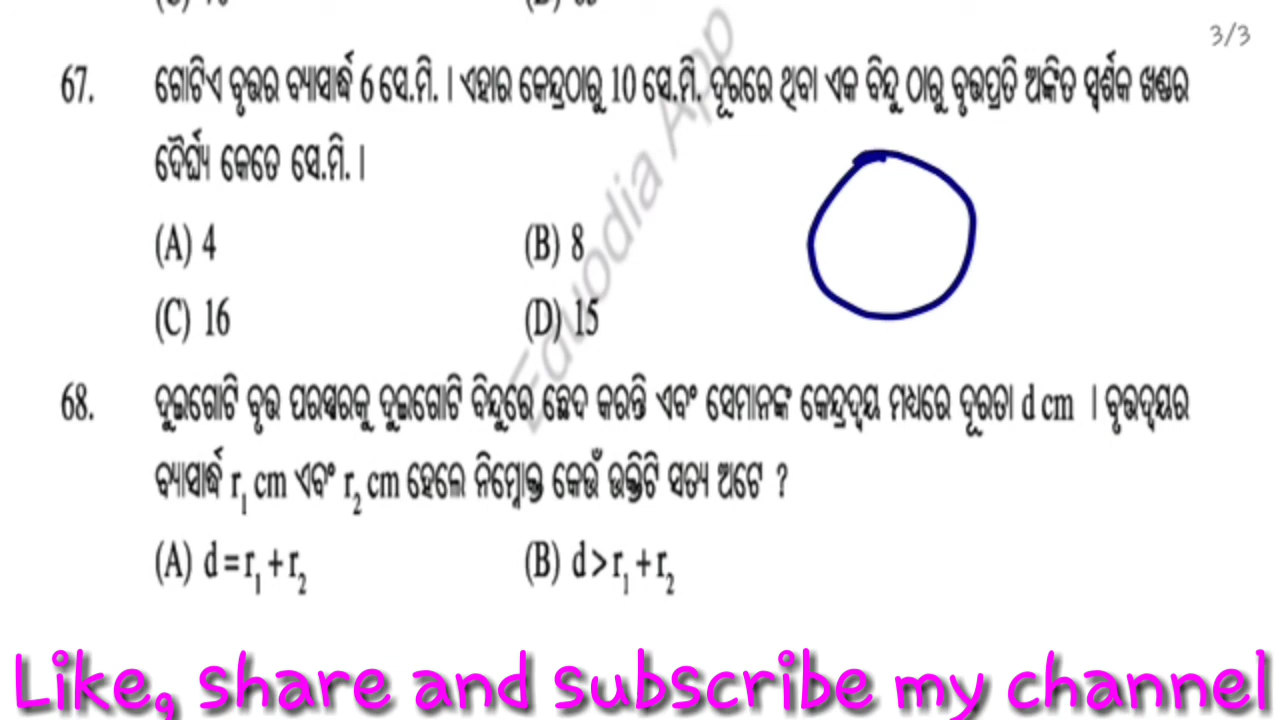 3/3
67. ଗୋଟିଏ ବୃତ୍ତର ବ୍ୟାସାର୍ଦ୍ଧ 6 ସେ.ମି. । ଏହାର କେନ୍ଦ୍ରଠାରୁ 10 ସେ.ମି. ଦୂରରେ ଥିବା ଏକ ବିନ୍ଦୁ ଠାରୁ ବୃତ୍ତପ୍ରତି ଅଙ୍କିତ ସ୍ପର୍ଶକ ଖଣ୍ଡର
ଦୈର୍ଘ୍ୟ କେତେ ସେ.ମି. ।
(A) 4 (B) 8
(C) 16 (D) 15
Eduodia App
68. ଦୁଇଗୋଟି ବୃତ୍ତ ପରସ୍ପରକୁ ଦୁଇଗୋଟି ବିନ୍ଦୁରେ ଛେଦ କରନ୍ତି ଏବଂ ସେମାନଙ୍କ କେନ୍ଦ୍ରଦ୍ୱୟ ମଧ୍ୟରେ ଦୂରତା d cm । ବୃତ୍ତଦ୍ୱୟର
ବ୍ୟାସାର୍ଦ୍ଧ r₁ cm ଏବଂ r₂ cm ହେଲେ ନିମ୍ନୋକ୍ତ କେଉଁ ଉକ୍ତିଟି ସତ୍ୟ ଅଟେ ?
(A) d = r₁ + r₂ (B) d > r₁ + r₂
Like, share and subscribe my channel